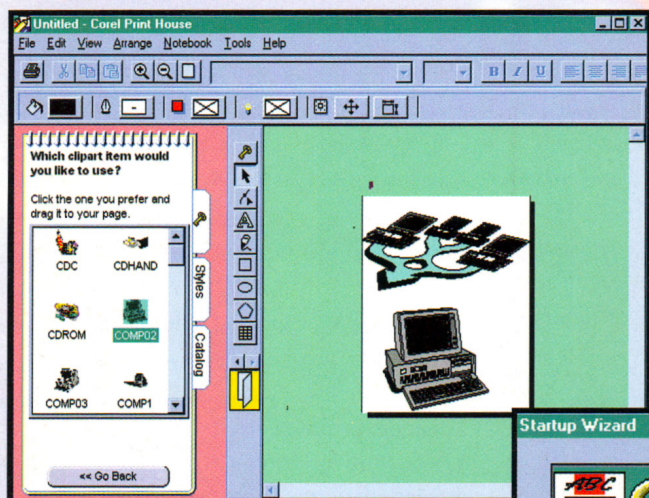 Untitled - Corel Print House
File Edit View Arrange Notebook Tools Help
B I U
Which clipart item would
you like to use?
Click the one you prefer and
drag it to your page.
CDC CDHAND
CDROM COMP02
COMP03 COMP1
<< Go Back
Styles
Catalog
A
Startup Wizard
ABC